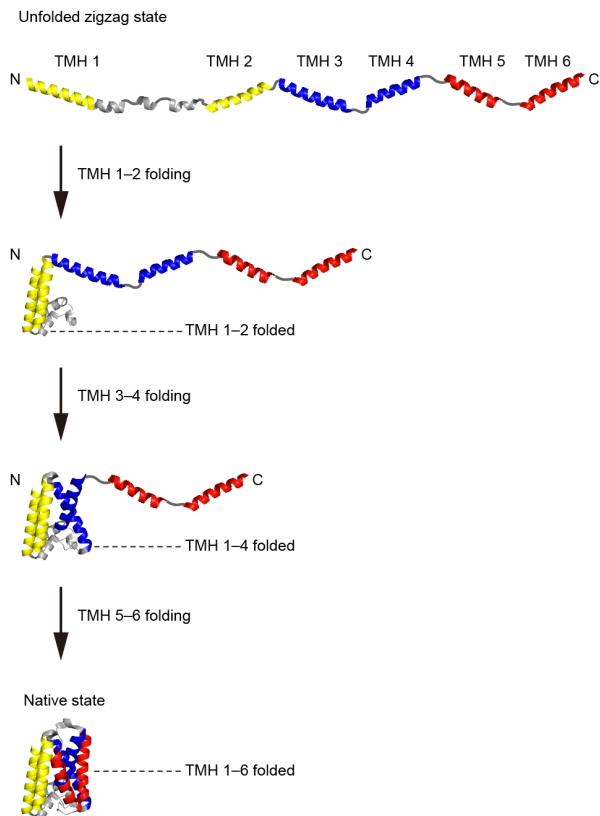 Unfolded zigzag state
TMH 1 TMH 2 TMH 3 TMH 4 TMH 5 TMH 6
N C
TMH 1–2 folding
N C
TMH 1–2 folded
TMH 3–4 folding
N C
TMH 1–4 folded
TMH 5–6 folding
Native state
TMH 1–6 folded